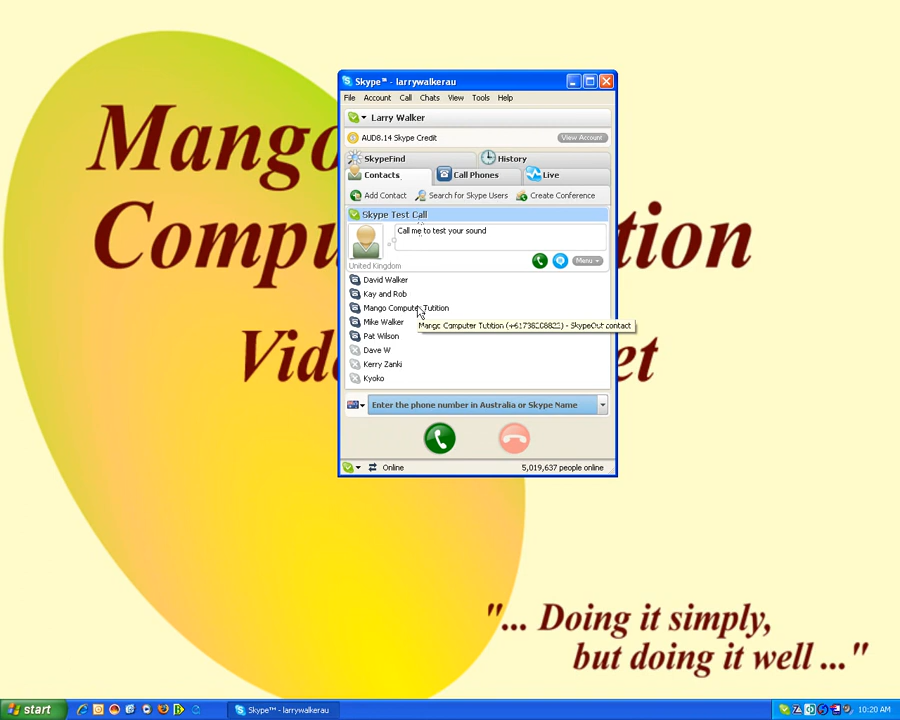 Mango
Compu
tion
Vid
et
"... Doing it simply,
but doing it well ..."
Skype™ - larrywalkerau
File Account Call Chats View Tools Help
Larry Walker
AUD8.14 Skype Credit View Account
SkypeFind History
Contacts Call Phones Live
Add Contact Search for Skype Users Create Conference
Skype Test Call
Call me to test your sound
United Kingdom Menu
David Walker
Kay and Rob
Mango Computer Tutition
Mike Walker
Mango Computer Tutition - SkypeOut contact
Pat Wilson
Dave W
Kerry Zanki
Kyoko
Enter the phone number in Australia or Skype Name
Online 5,019,637 people online
start Skype™ - larrywalkerau 10:20 AM